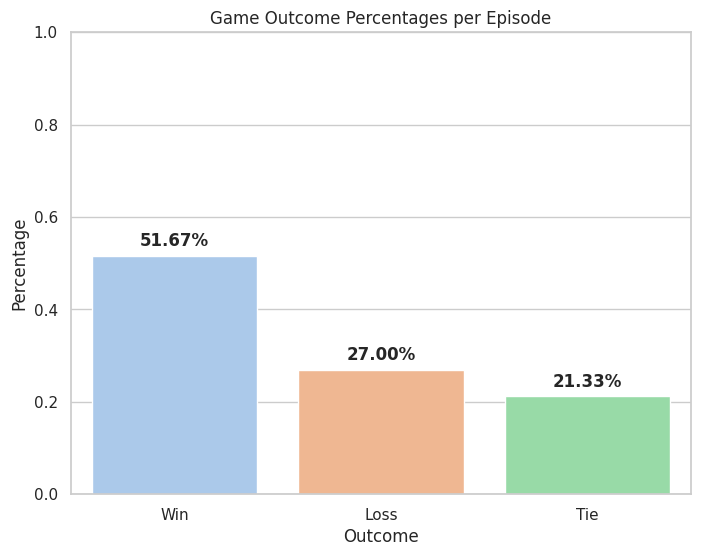 Game Outcome Percentages per Episode
1.0
0.8
0.6
0.4
0.2
0.0
Percentage
51.67%
27.00%
21.33%
Win Loss Tie
Outcome